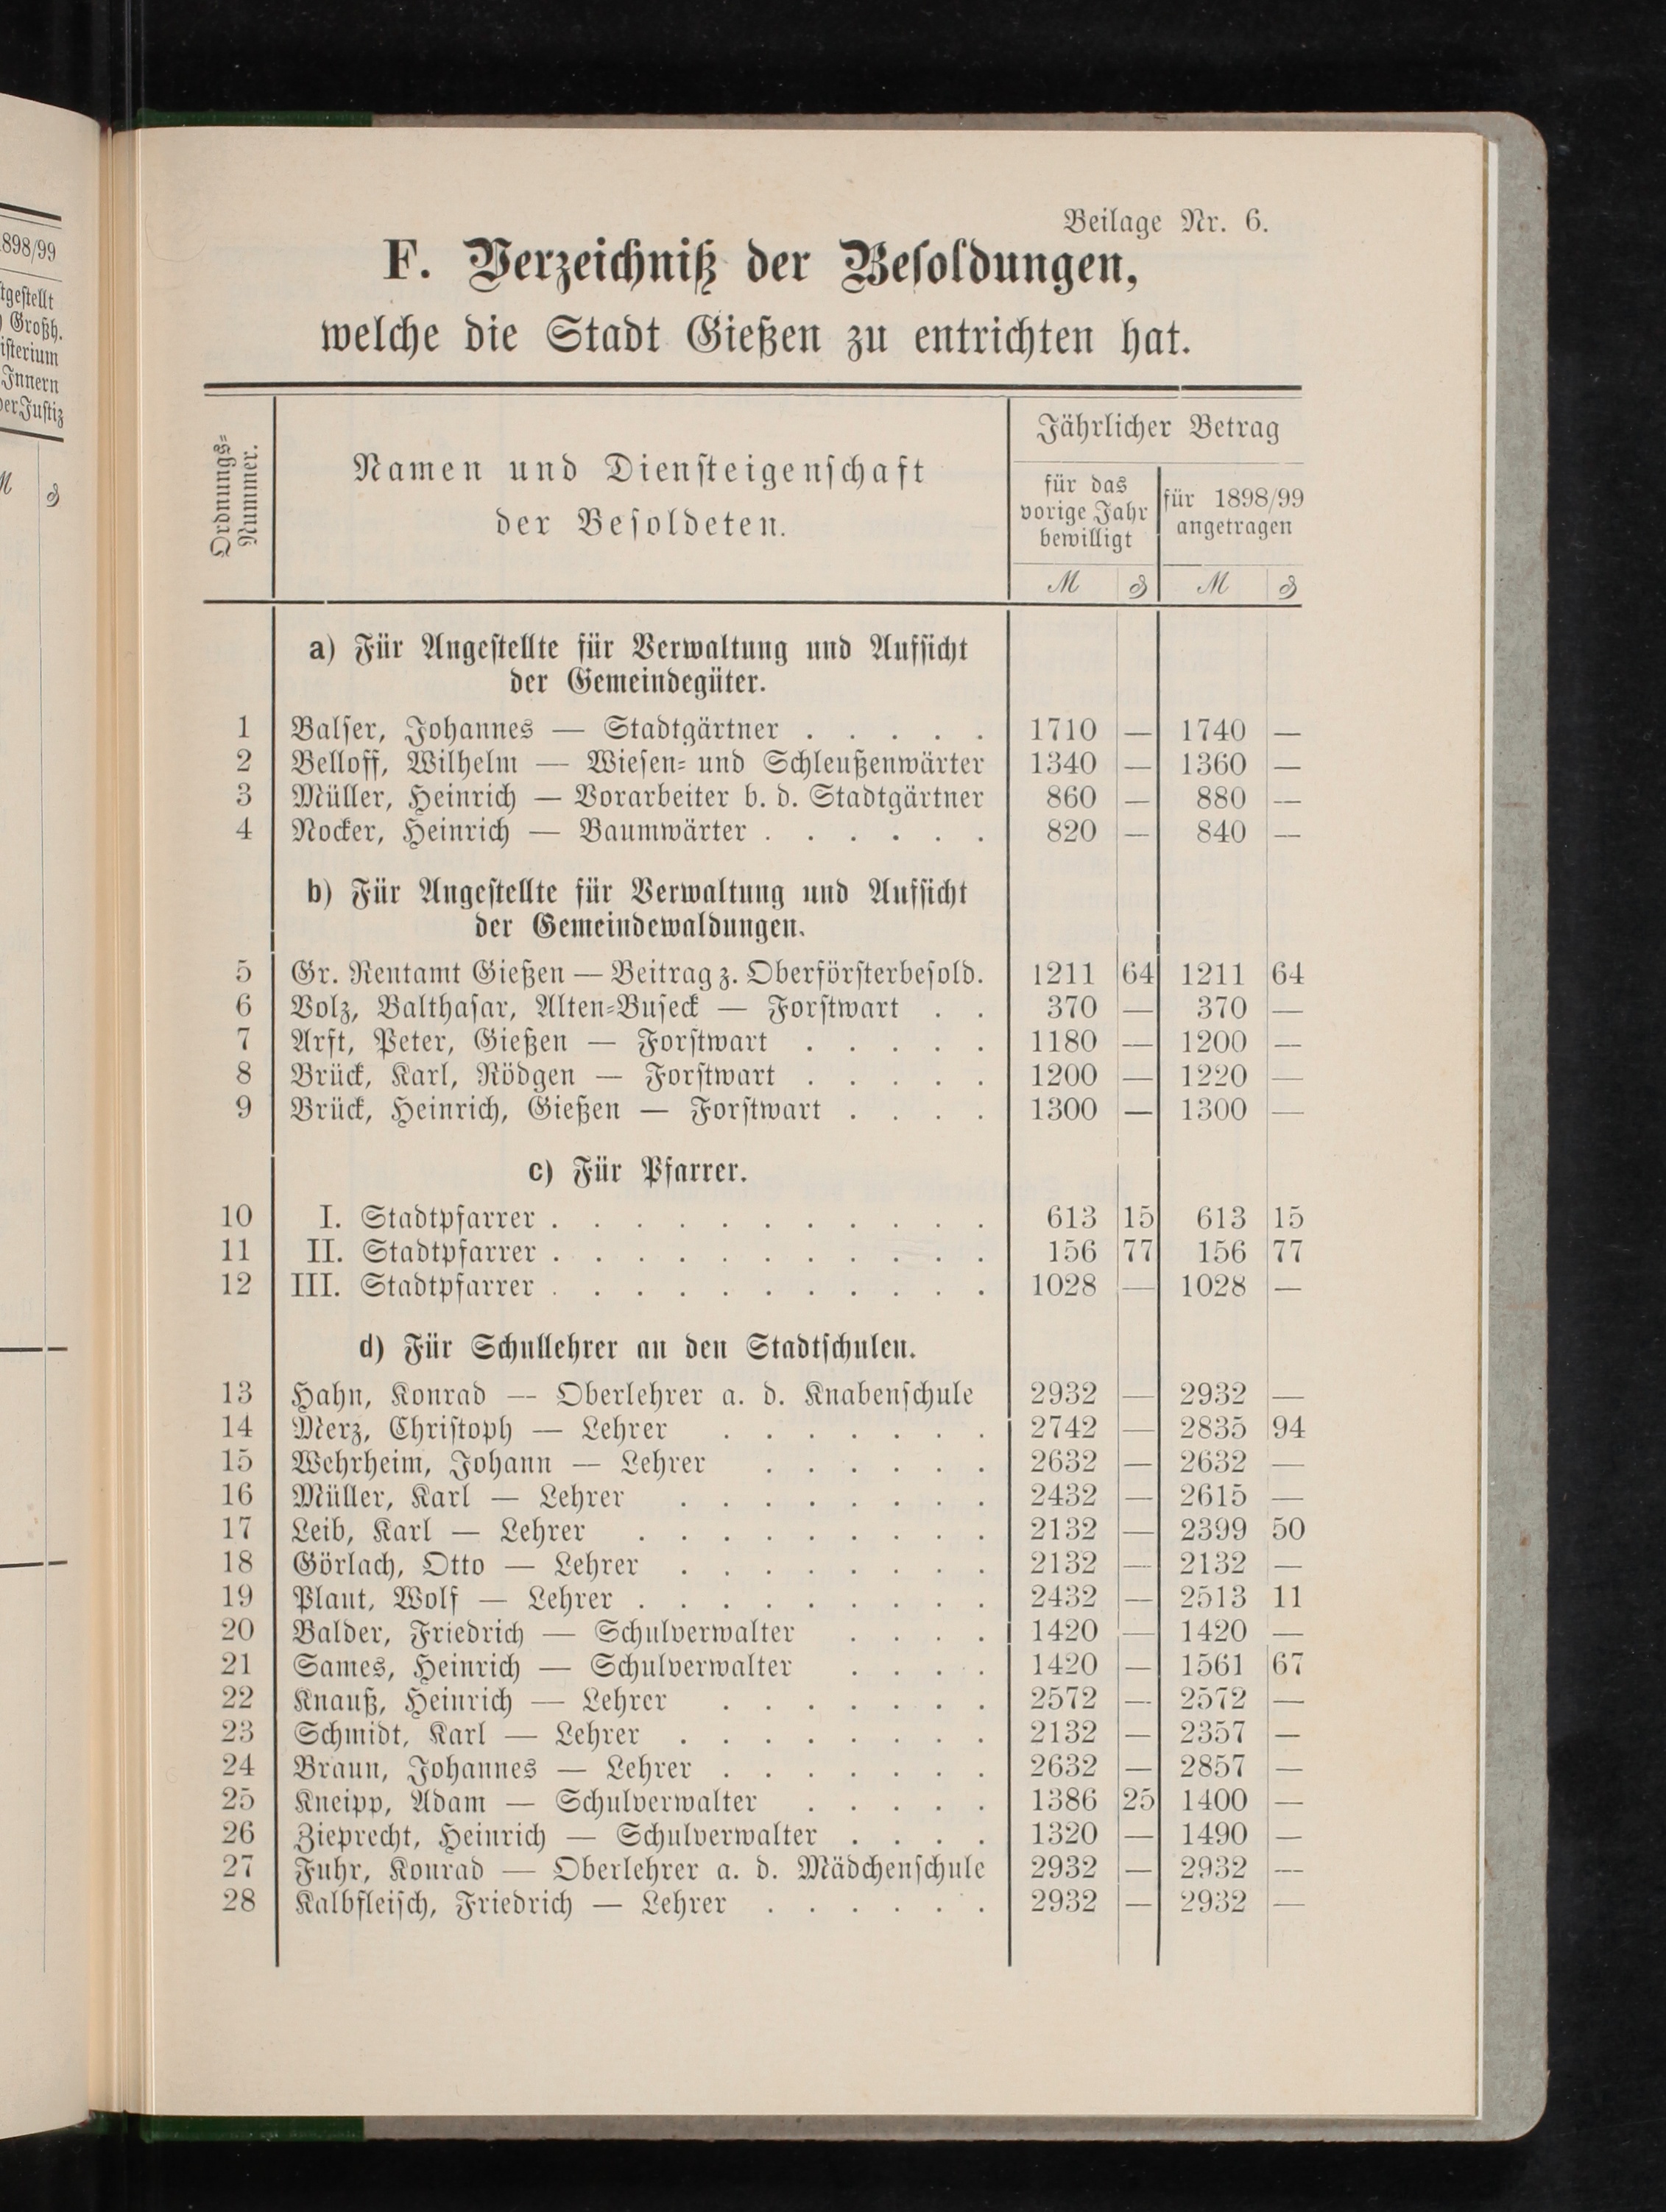 1898/99
Großh.
Innern
M ₰
Beilage Nr. 6.
F. Verzeichniß der Besoldungen,
welche die Stadt Gießen zu entrichten hat.
Ordnungs-
Nummer.
Namen und Diensteigenschaft
der Besoldeten.
Jährlicher Betrag
für das
vorige Jahr
bewilligt
für 1898/99
angetragen
M ₰ M ₰
a) Für Angestellte für Verwaltung und Aufsicht
der Gemeindegüter.
1 Balser, Johannes — Stadtgärtner . . . . . 1710 — 1740 —
2 Belloff, Wilhelm — Wiesen- und Schleußenwärter 1340 — 1360 —
3 Müller, Heinrich — Vorarbeiter b. d. Stadtgärtner 860 — 880 —
4 Nocker, Heinrich — Baumwärter . . . . . . 820 — 840 —
b) Für Angestellte für Verwaltung und Aufsicht
der Gemeindewaldungen.
5 Gr. Rentamt Gießen — Beitrag z. Oberförsterbesold. 1211 64 1211 64
6 Volz, Balthasar, Alten-Buseck — Forstwart . . 370 — 370 —
7 Arft, Peter, Gießen — Forstwart . . . . . 1180 — 1200 —
8 Brück, Karl, Rödgen — Forstwart . . . . . 1200 — 1220 —
9 Brück, Heinrich, Gießen — Forstwart . . . . 1300 — 1300 —
c) Für Pfarrer.
10 I. Stadtpfarrer . . . . . . . . . . . 613 15 613 15
11 II. Stadtpfarrer . . . . . . . . . . . 156 77 156 77
12 III. Stadtpfarrer . . . . . . . . . . . 1028 — 1028 —
d) Für Schullehrer an den Stadtschulen.
13 Hahn, Konrad — Oberlehrer a. d. Knabenschule 2932 — 2932 —
14 Merz, Christoph — Lehrer . . . . . . . 2742 — 2835 94
15 Wehrheim, Johann — Lehrer . . . . . . 2632 — 2632 —
16 Müller, Karl — Lehrer . . . . . . . . 2432 — 2615 —
17 Leib, Karl — Lehrer . . . . . . . . . 2132 — 2399 50
18 Görlach, Otto — Lehrer . . . . . . . . 2132 — 2132 —
19 Plaut, Wolf — Lehrer . . . . . . . . . 2432 — 2513 11
20 Balder, Friedrich — Schulverwalter . . . . 1420 — 1420 —
21 Sames, Heinrich — Schulverwalter . . . . 1420 — 1561 67
22 Knauß, Heinrich — Lehrer . . . . . . . 2572 — 2572 —
23 Schmidt, Karl — Lehrer . . . . . . . . 2132 — 2357 —
24 Braun, Johannes — Lehrer . . . . . . . 2632 — 2857 —
25 Kneipp, Adam — Schulverwalter . . . . . 1386 25 1400 —
26 Zieprecht, Heinrich — Schulverwalter . . . . 1320 — 1490 —
27 Fuhr, Konrad — Oberlehrer a. d. Mädchenschule 2932 — 2932 —
28 Kalbfleisch, Friedrich — Lehrer . . . . . . 2932 — 2932 —